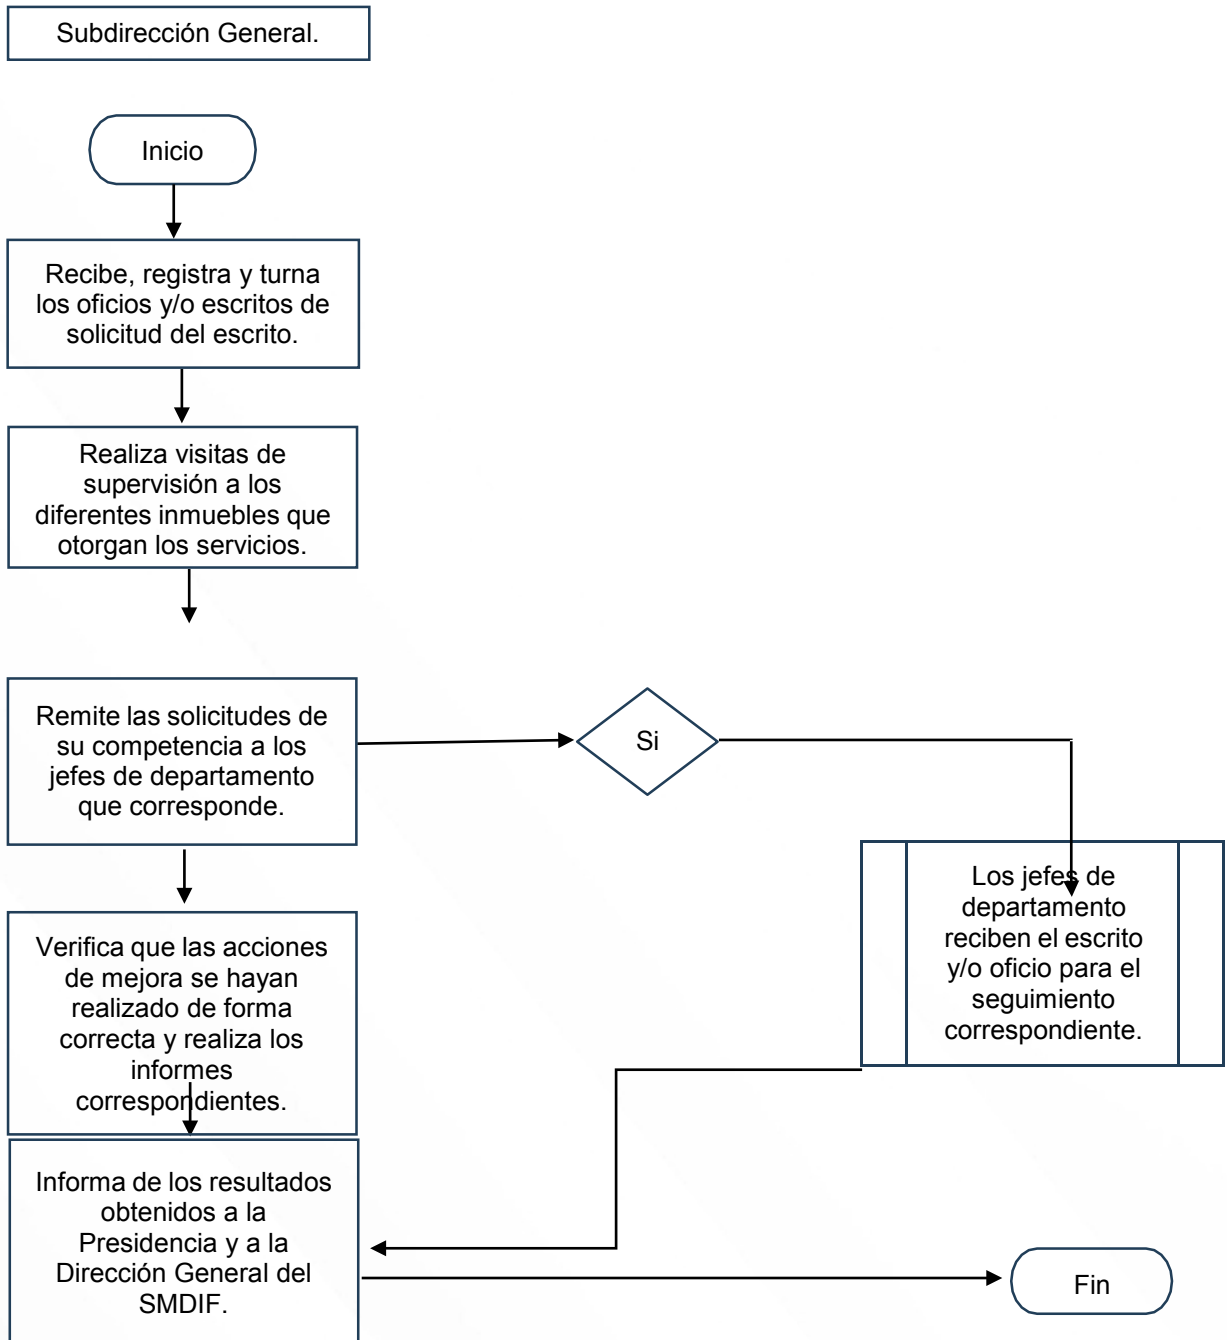 Subdirección General.
Inicio
Recibe, registra y turna
los oficios y/o escritos de
solicitud del escrito.
Realiza visitas de
supervisión a los
diferentes inmuebles que
otorgan los servicios.
Remite las solicitudes de
su competencia a los
jefes de departamento
que corresponde.
Si
Los jefes de
departamento
reciben el escrito
y/o oficio para el
seguimiento
correspondiente.
Verifica que las acciones
de mejora se hayan
realizado de forma
correcta y realiza los
informes
correspondientes.
Informa de los resultados
obtenidos a la
Presidencia y a la
Dirección General del
SMDIF.
Fin